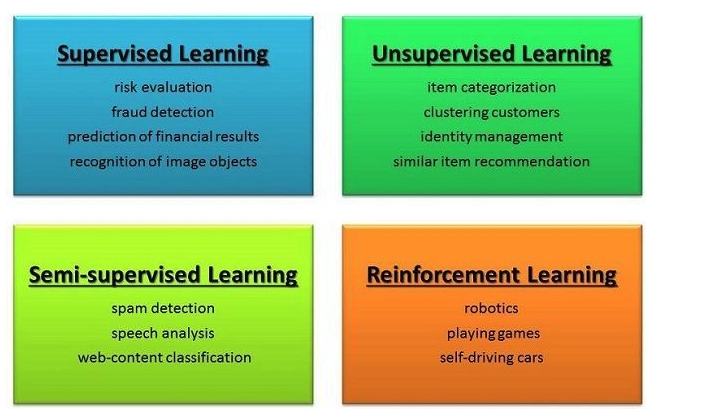 Supervised Learning
risk evaluation
fraud detection
prediction of financial results
recognition of image objects
Unsupervised Learning
item categorization
clustering customers
identity management
similar item recommendation
Semi-supervised Learning
spam detection
speech analysis
web-content classification
Reinforcement Learning
robotics
playing games
self-driving cars